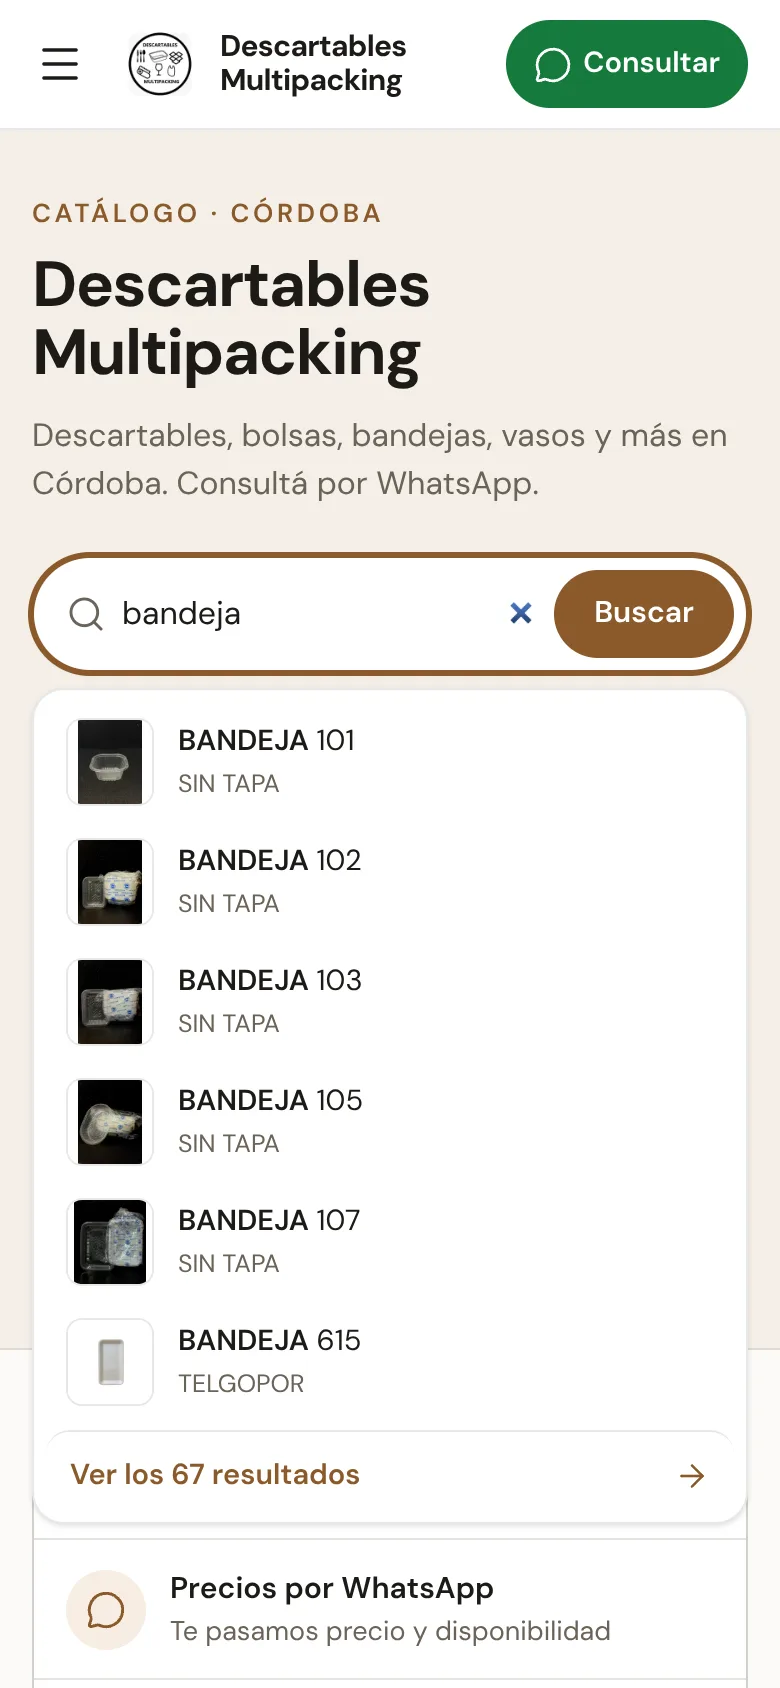 DESCARTABLES
MULTIPACKING
Descartables
Multipacking
Consultar
CATÁLOGO · CÓRDOBA
Descartables
Multipacking
Descartables, bolsas, bandejas, vasos y más en
Córdoba. Consultá por WhatsApp.
bandeja
Buscar
BANDEJA 101
SIN TAPA
BANDEJA 102
SIN TAPA
BANDEJA 103
SIN TAPA
BANDEJA 105
SIN TAPA
BANDEJA 107
SIN TAPA
BANDEJA 615
TELGOPOR
Ver los 67 resultados
Precios por WhatsApp
Te pasamos precio y disponibilidad